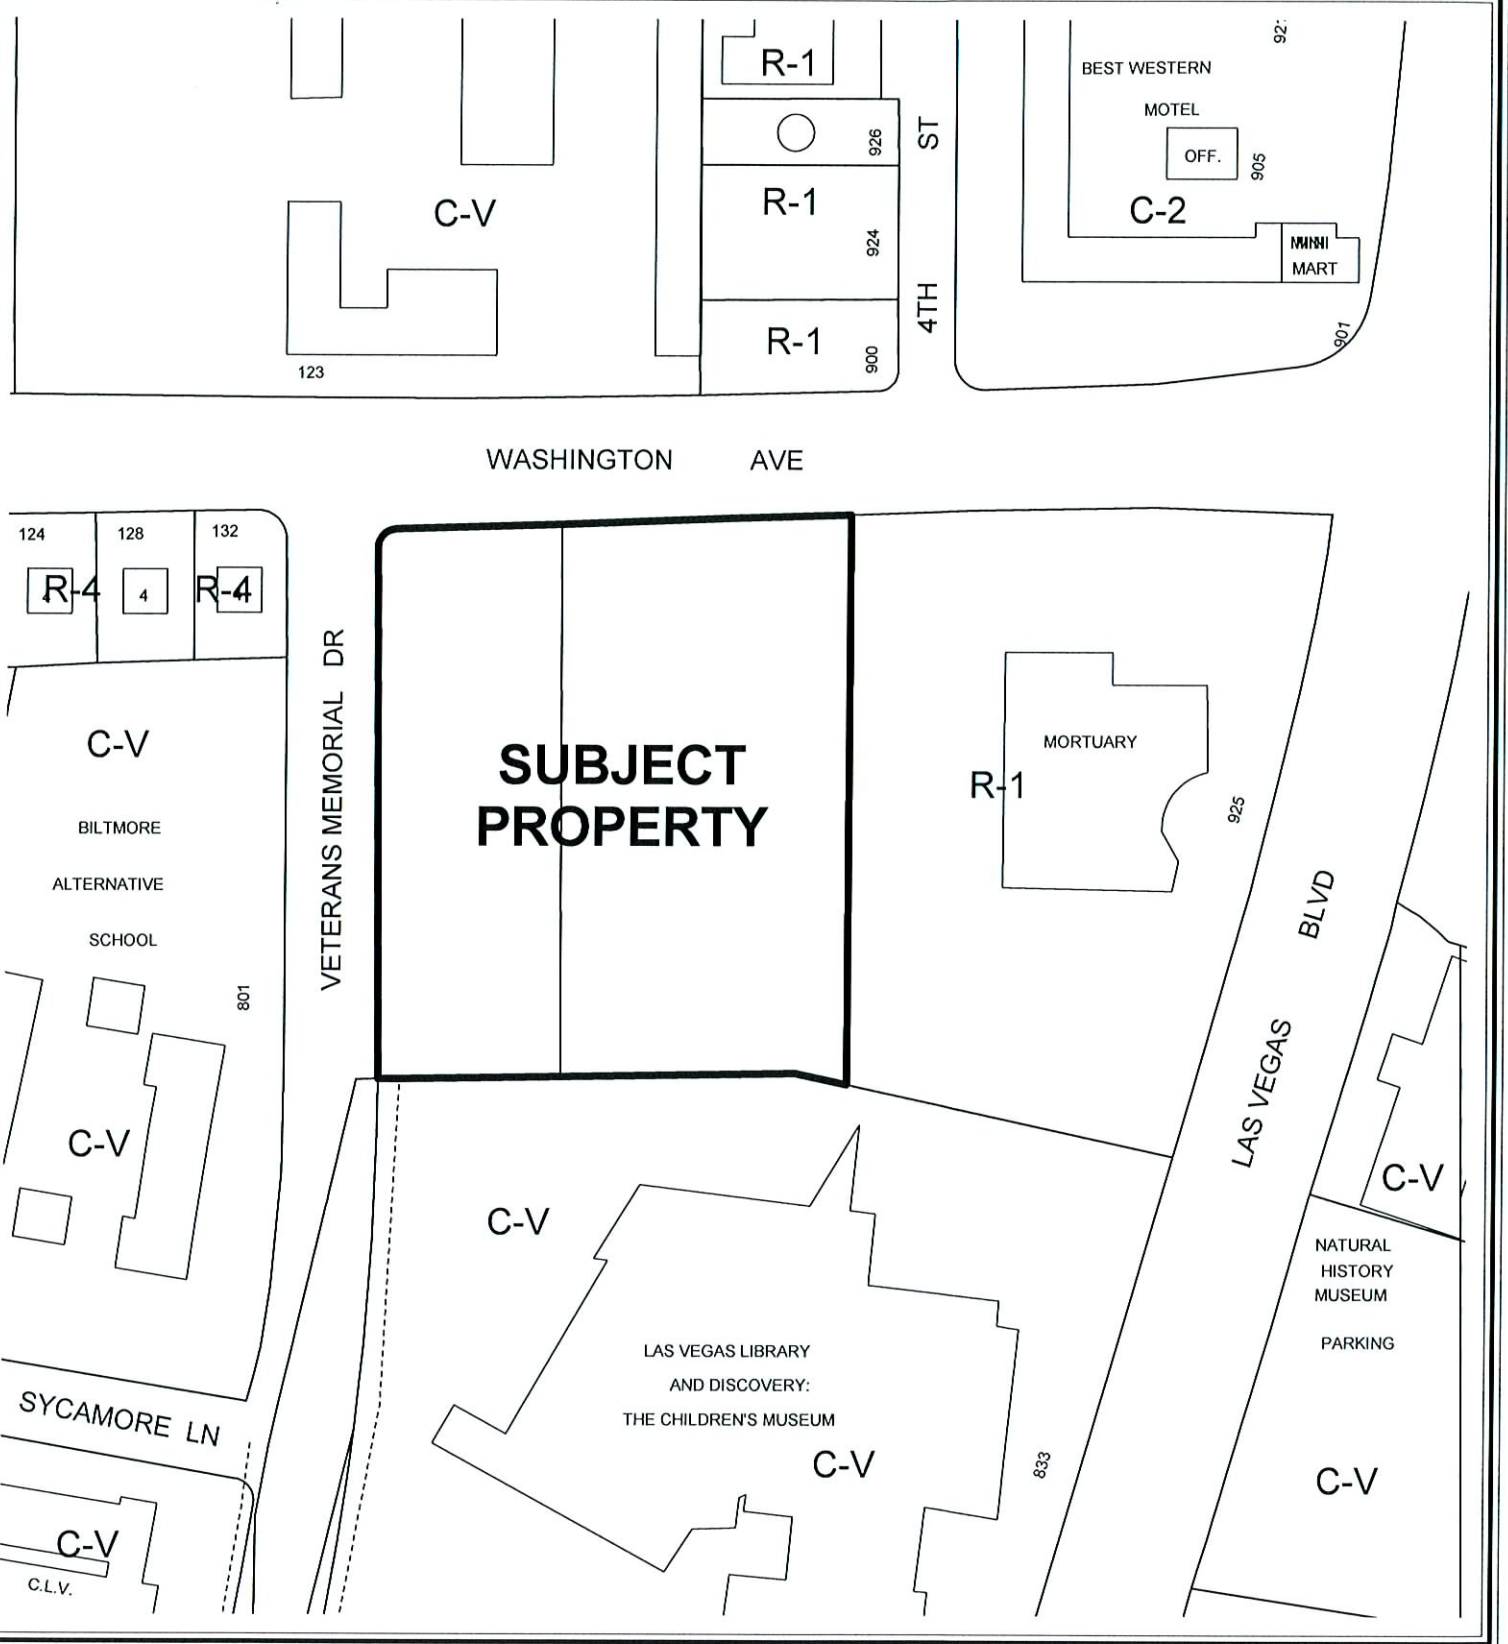 R-1
92
BEST WESTERN
MOTEL
OFF.
905
C-2
MINI
MART
901
926
ST
R-1
924
4TH
R-1
900
C-V
123
WASHINGTON AVE
124
128
132
R-4
4
R-4
VETERANS MEMORIAL DR
C-V
BILTMORE
ALTERNATIVE
SCHOOL
801
SUBJECT
PROPERTY
MORTUARY
R-1
925
LAS VEGAS BLVD
C-V
C-V
C-V
NATURAL
HISTORY
MUSEUM
PARKING
LAS VEGAS LIBRARY
AND DISCOVERY:
THE CHILDREN'S MUSEUM
C-V
833
C-V
SYCAMORE LN
C-V
C.L.V.